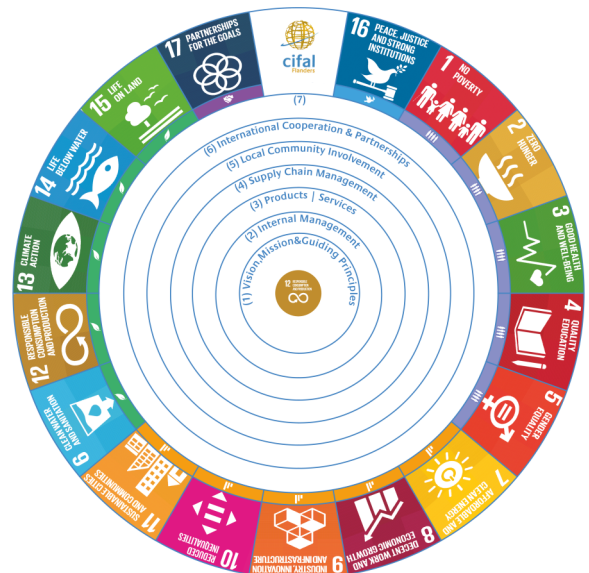 cifal
Flanders
(7)
16
PEACE, JUSTICE
AND STRONG
INSTITUTIONS
1
NO
POVERTY
2
ZERO
HUNGER
3
GOOD HEALTH
AND WELL-BEING
4
QUALITY
EDUCATION
5
GENDER
EQUALITY
7
AFFORDABLE AND
CLEAN ENERGY
8
DECENT WORK AND
ECONOMIC GROWTH
9
INDUSTRY, INNOVATION
AND INFRASTRUCTURE
10
REDUCED
INEQUALITIES
11
SUSTAINABLE CITIES
AND COMMUNITIES
6
CLEAN WATER
AND SANITATION
12
RESPONSIBLE
CONSUMPTION
AND PRODUCTION
13
CLIMATE
ACTION
14
LIFE
BELOW WATER
15
LIFE
ON LAND
17
PARTNERSHIPS
FOR THE GOALS
(6) International Cooperation & Partnerships
(5) Local Community Involvement
(4) Supply Chain Management
(3) Products | Services
(2) Internal Management
(1) Vision,Mission&Guiding Principles
12
RESPONSIBLE
CONSUMPTION
AND PRODUCTION